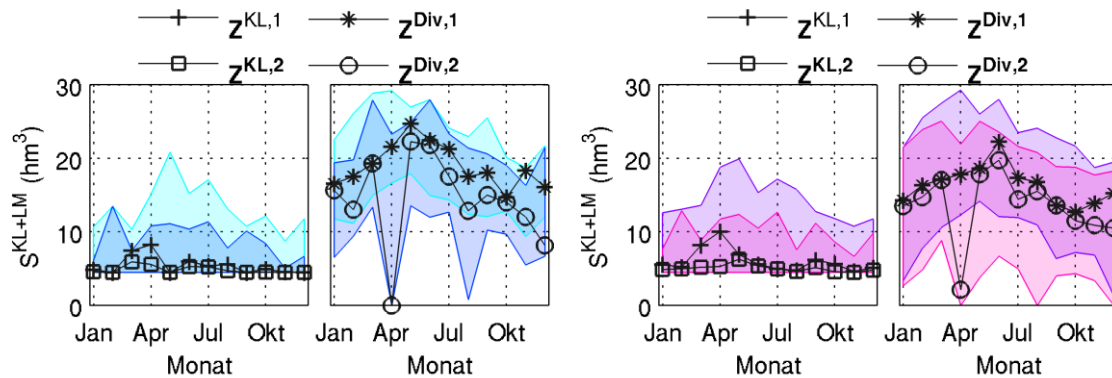 z^KL,1 z^Div,1 z^KL,1 z^Div,1
z^KL,2 z^Div,2 z^KL,2 z^Div,2
30 30
20 20
10 10
0 0
S^KL+LM (hm^3) S^KL+LM (hm^3)
Jan Apr Jul Okt Jan Apr Jul Okt Jan Apr Jul Okt Jan Apr Jul Okt
Monat Monat Monat Monat